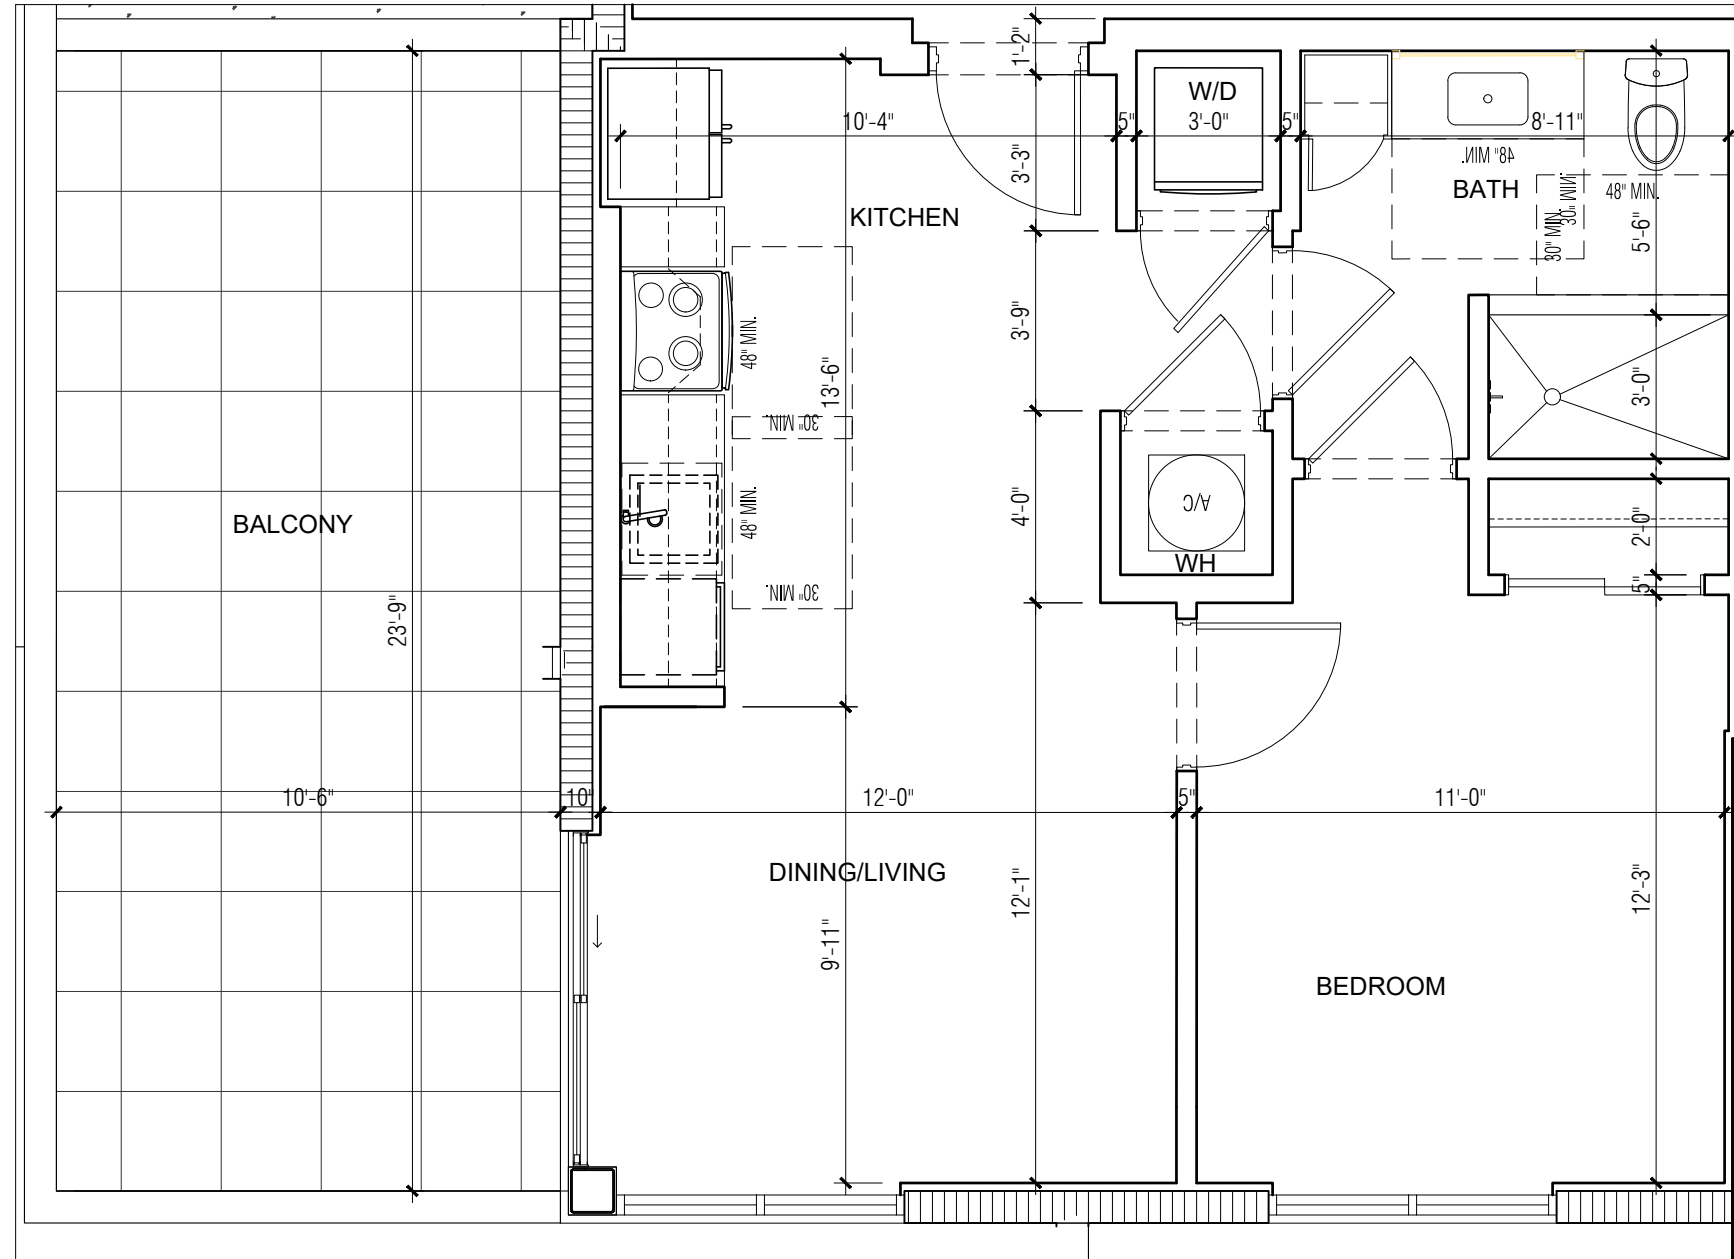 1'-2"
W/D
10'-4"
5"
3'-0"
5"
8'-11"
48" MIN.
3'-3"
BATH
30" MIN.
48" MIN.
KITCHEN
30" MIN.
5'-6"
3'-9"
48" MIN.
13'-6"
3'-0"
30" MIN.
48" MIN.
4'-0"
A/C
2'-0"
BALCONY
WH
5"
30" MIN.
23'-9"
10'-6"
10"
12'-0"
5"
11'-0"
DINING/LIVING
12'-1"
12'-3"
9'-11"
BEDROOM